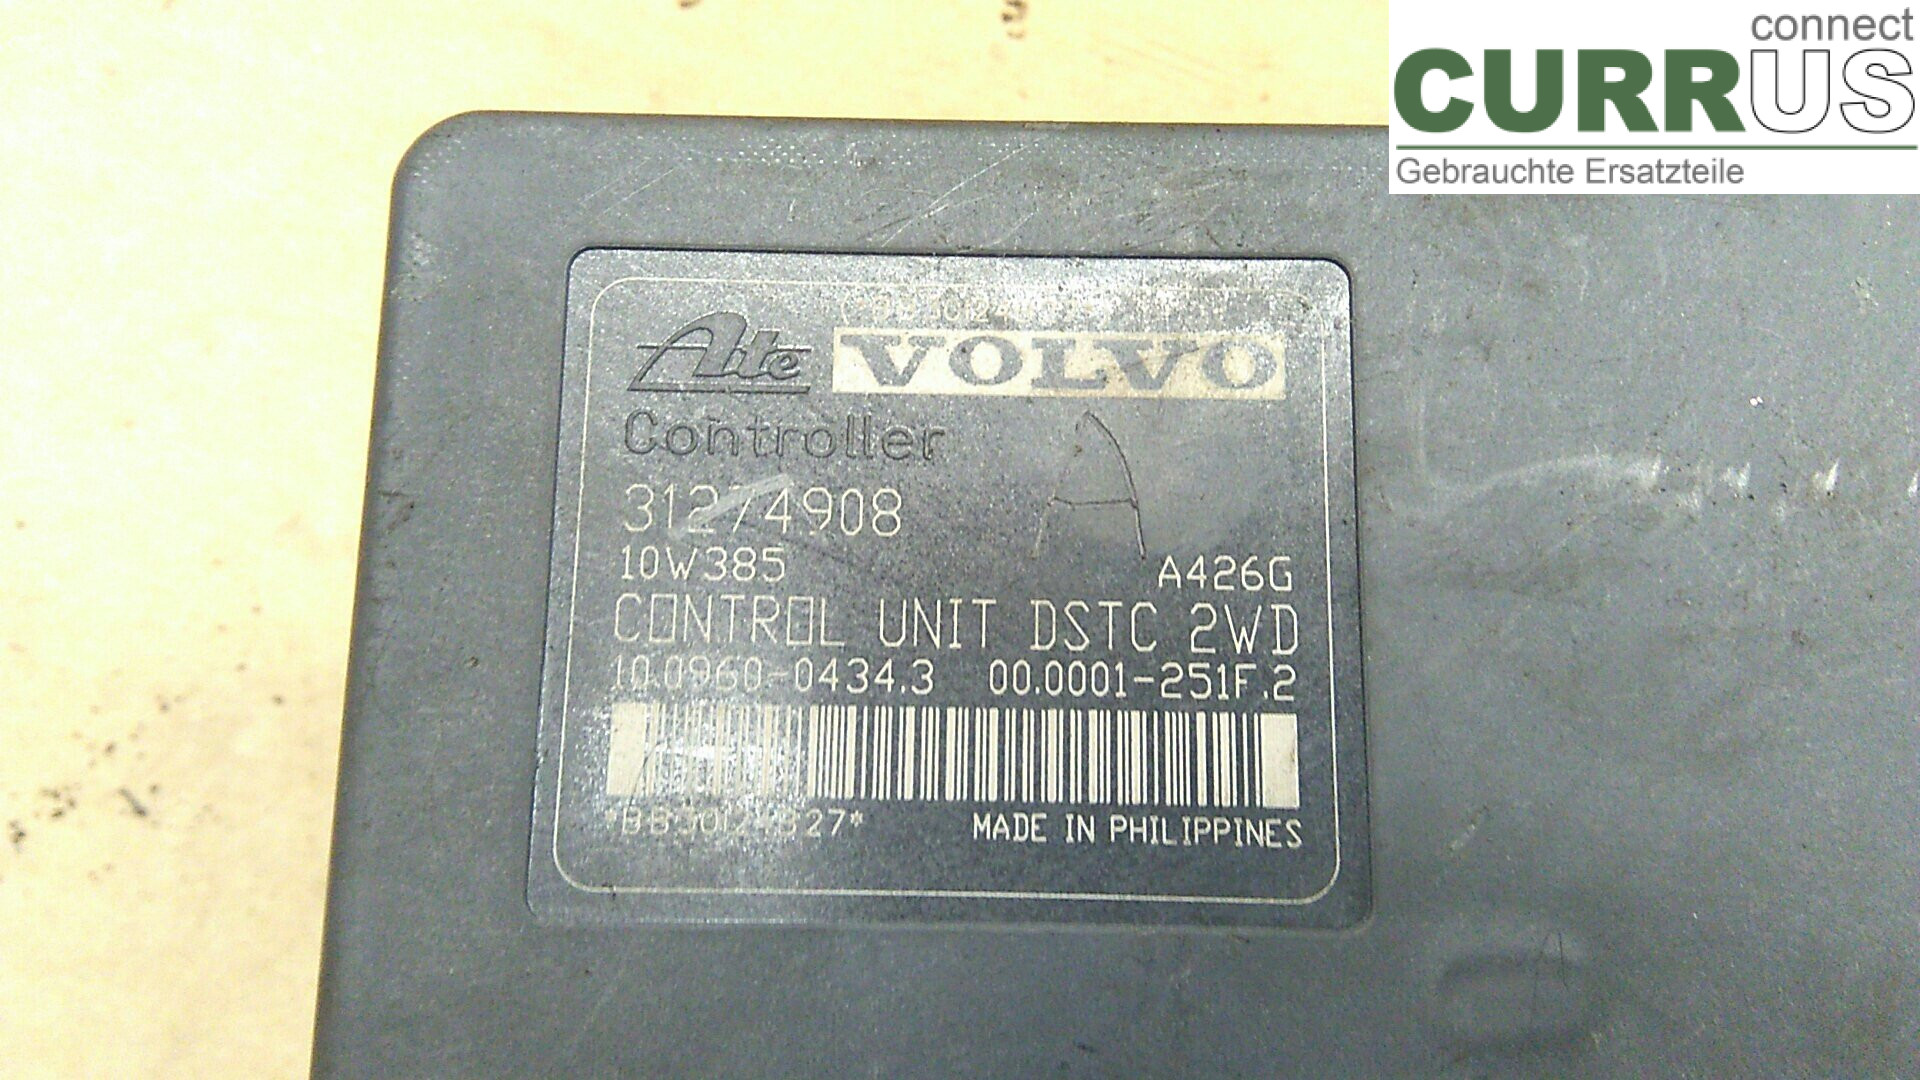 connect
CURRUS
Gebrauchte Ersatzteile
Ate VOLVO
Controller
31274908
10W385 A426G
CONTROL UNIT DSTC 2WD
10.0960-0434.3 00.0001-251F.2
MADE IN PHILIPPINES